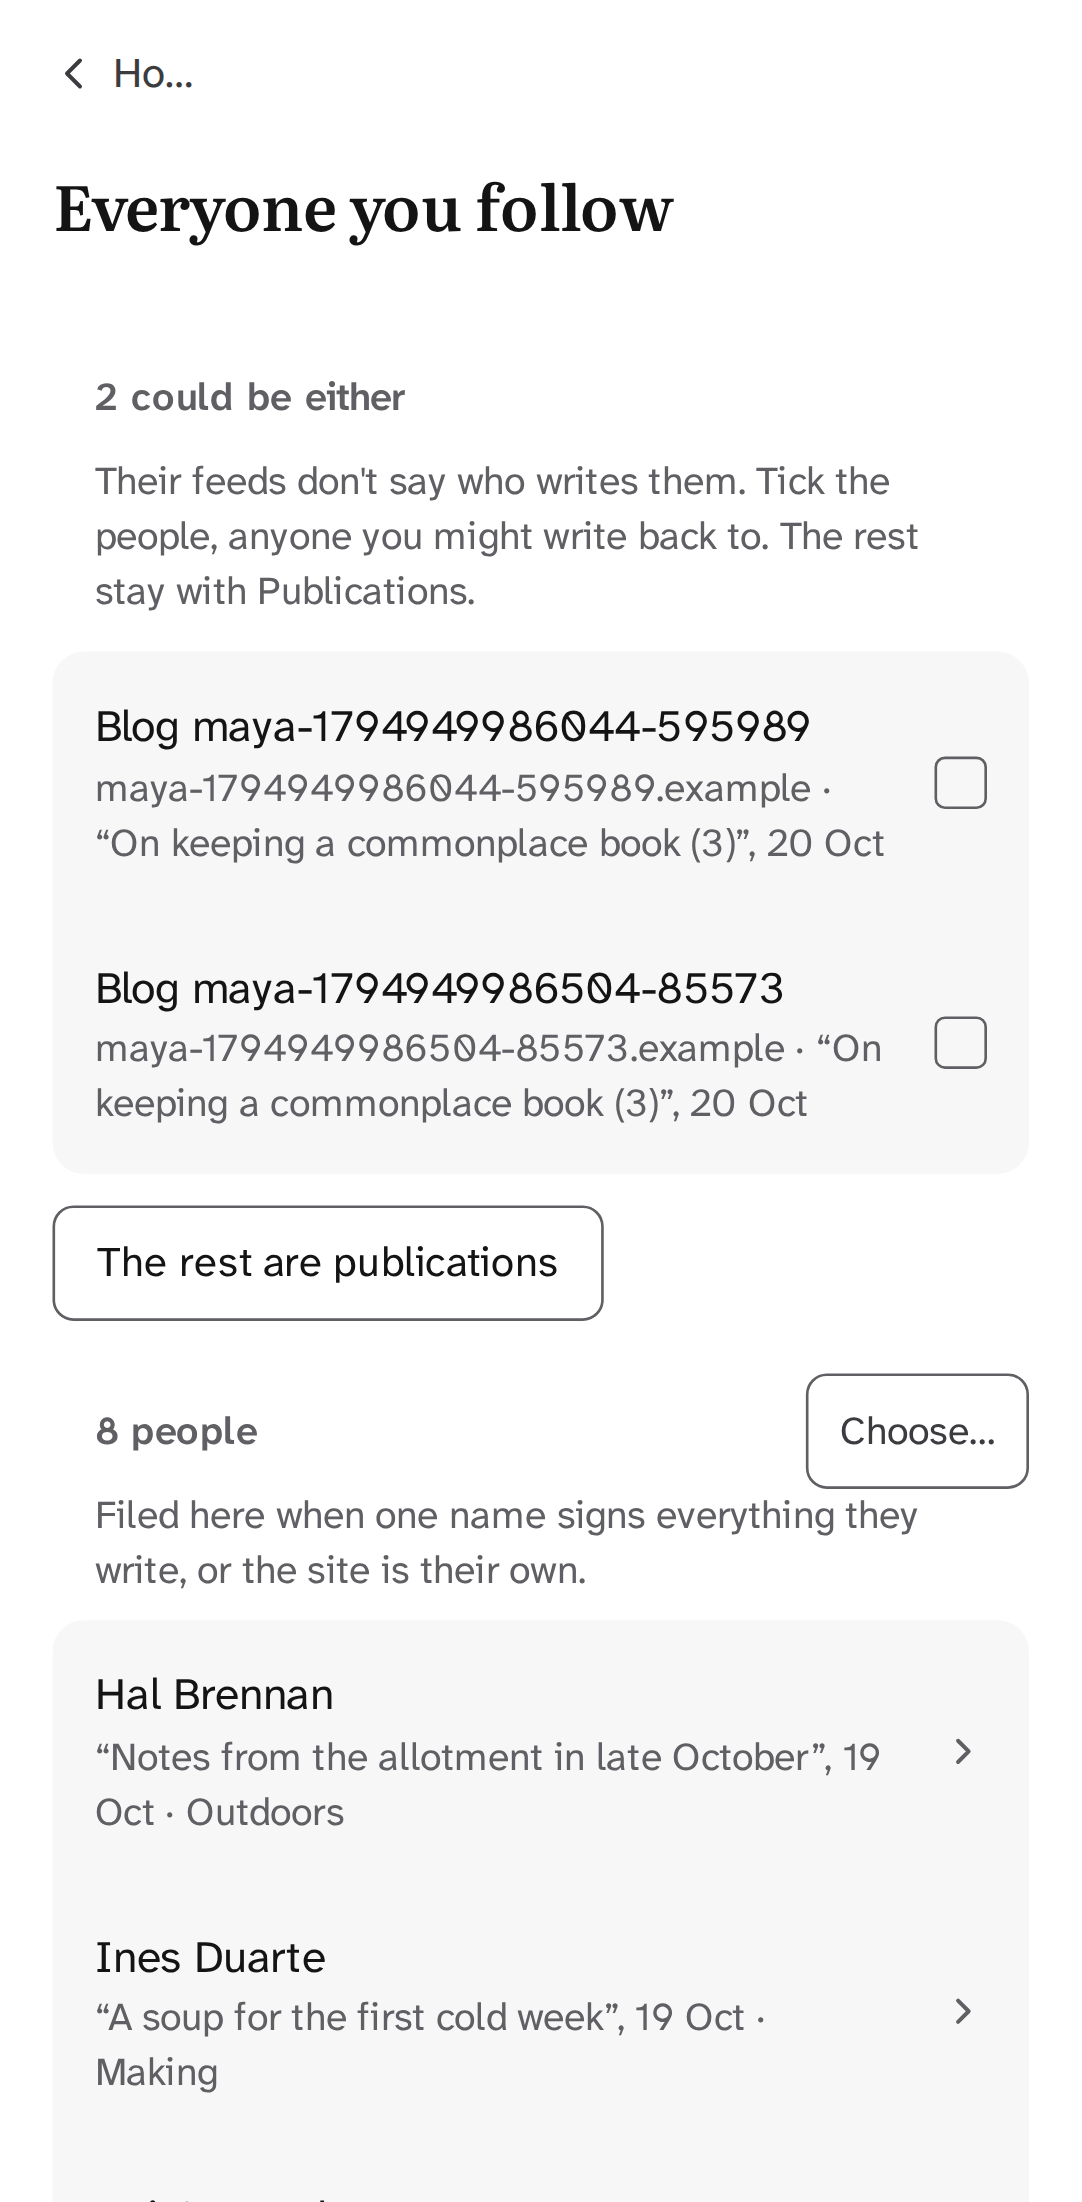 Ho...
Everyone you follow
2 could be either
Their feeds don't say who writes them. Tick the
people, anyone you might write back to. The rest
stay with Publications.
Blog maya-1794949986044-595989
maya-1794949986044-595989.example ·
“On keeping a commonplace book (3)”, 20 Oct
Blog maya-1794949986504-85573
maya-1794949986504-85573.example · “On
keeping a commonplace book (3)”, 20 Oct
The rest are publications
8 people
Choose...
Filed here when one name signs everything they
write, or the site is their own.
Hal Brennan
“Notes from the allotment in late October”, 19
Oct · Outdoors
Ines Duarte
“A soup for the first cold week”, 19 Oct ·
Making